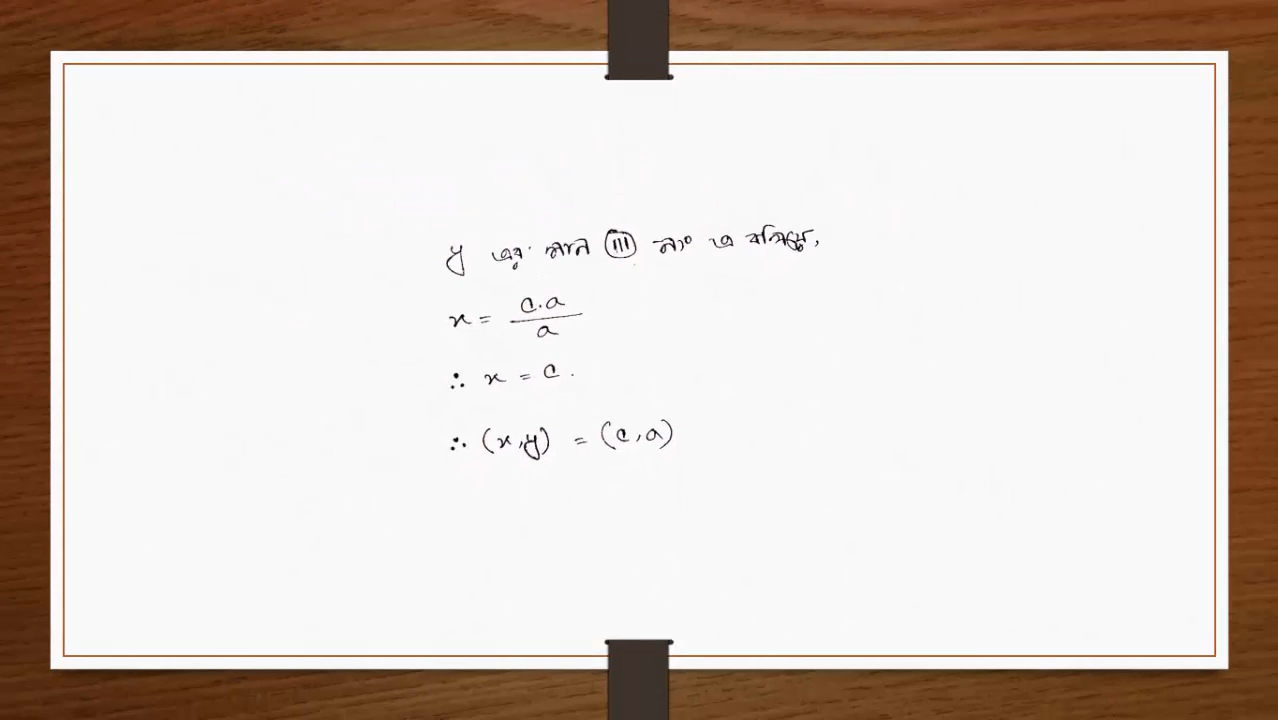 y এর মান (III) নং এ বসিয়ে,
x = c.a / a
∴ x = c.
∴ (x,y) = (c,a)